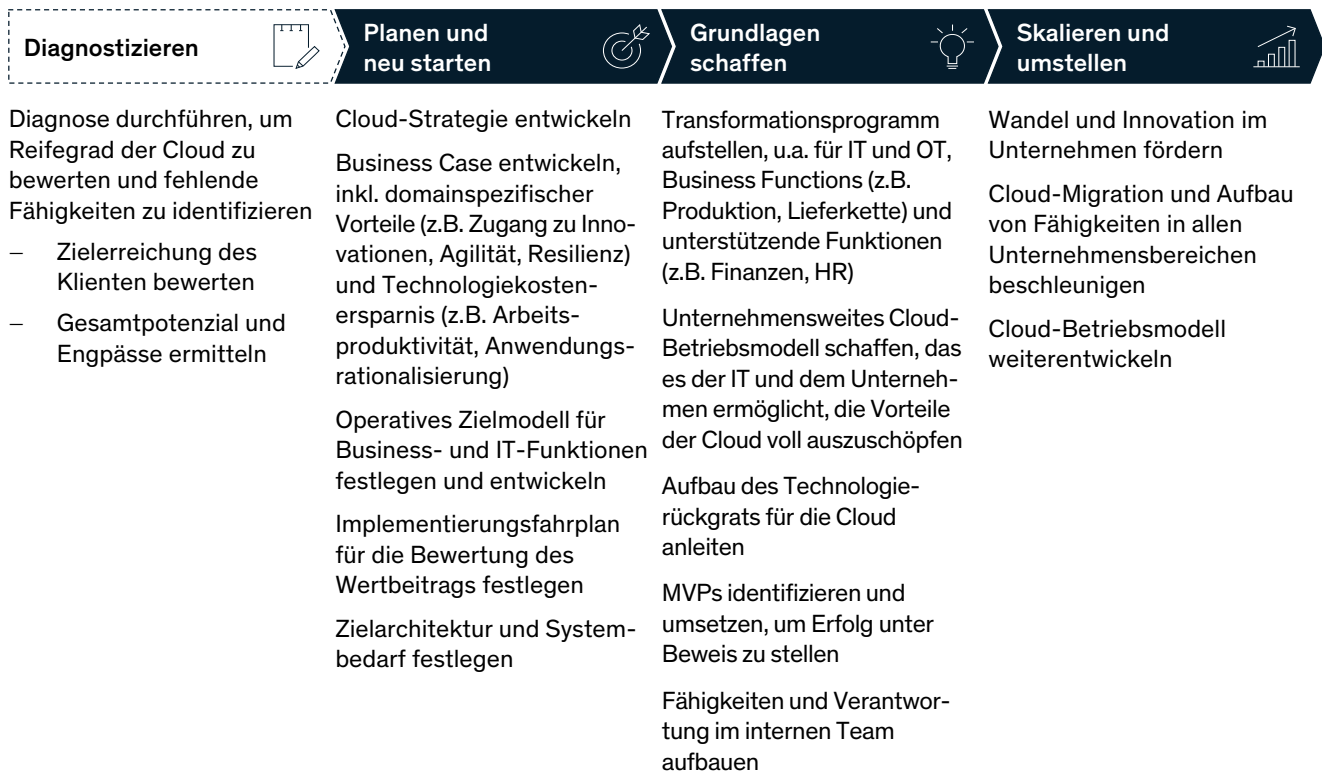 Diagnostizieren
Planen und
neu starten
Grundlagen
schaffen
Skalieren und
umstellen
Diagnose durchführen, um
Reifegrad der Cloud zu
bewerten und fehlende
Fähigkeiten zu identifizieren
– Zielerreichung des
Klienten bewerten
– Gesamtpotenzial und
Engpässe ermitteln
Cloud-Strategie entwickeln
Business Case entwickeln,
inkl. domainspezifischer
Vorteile (z.B. Zugang zu Inno-
vationen, Agilität, Resilienz)
und Technologiekosten-
ersparnis (z.B. Arbeits-
produktivität, Anwendungs-
rationalisierung)
Operatives Zielmodell für
Business- und IT-Funktionen
festlegen und entwickeln
Implementierungsfahrplan
für die Bewertung des
Wertbeitrags festlegen
Zielarchitektur und System-
bedarf festlegen
Transformationsprogramm
aufstellen, u.a. für IT und OT,
Business Functions (z.B.
Produktion, Lieferkette) und
unterstützende Funktionen
(z.B. Finanzen, HR)
Unternehmensweites Cloud-
Betriebsmodell schaffen, das
es der IT und dem Unterneh-
men ermöglicht, die Vorteile
der Cloud voll auszuschöpfen
Aufbau des Technologie-
rückgrats für die Cloud
anleiten
MVPs identifizieren und
umsetzen, um Erfolg unter
Beweis zu stellen
Fähigkeiten und Verantwor-
tung im internen Team
aufbauen
Wandel und Innovation im
Unternehmen fördern
Cloud-Migration und Aufbau
von Fähigkeiten in allen
Unternehmensbereichen
beschleunigen
Cloud-Betriebsmodell
weiterentwickeln